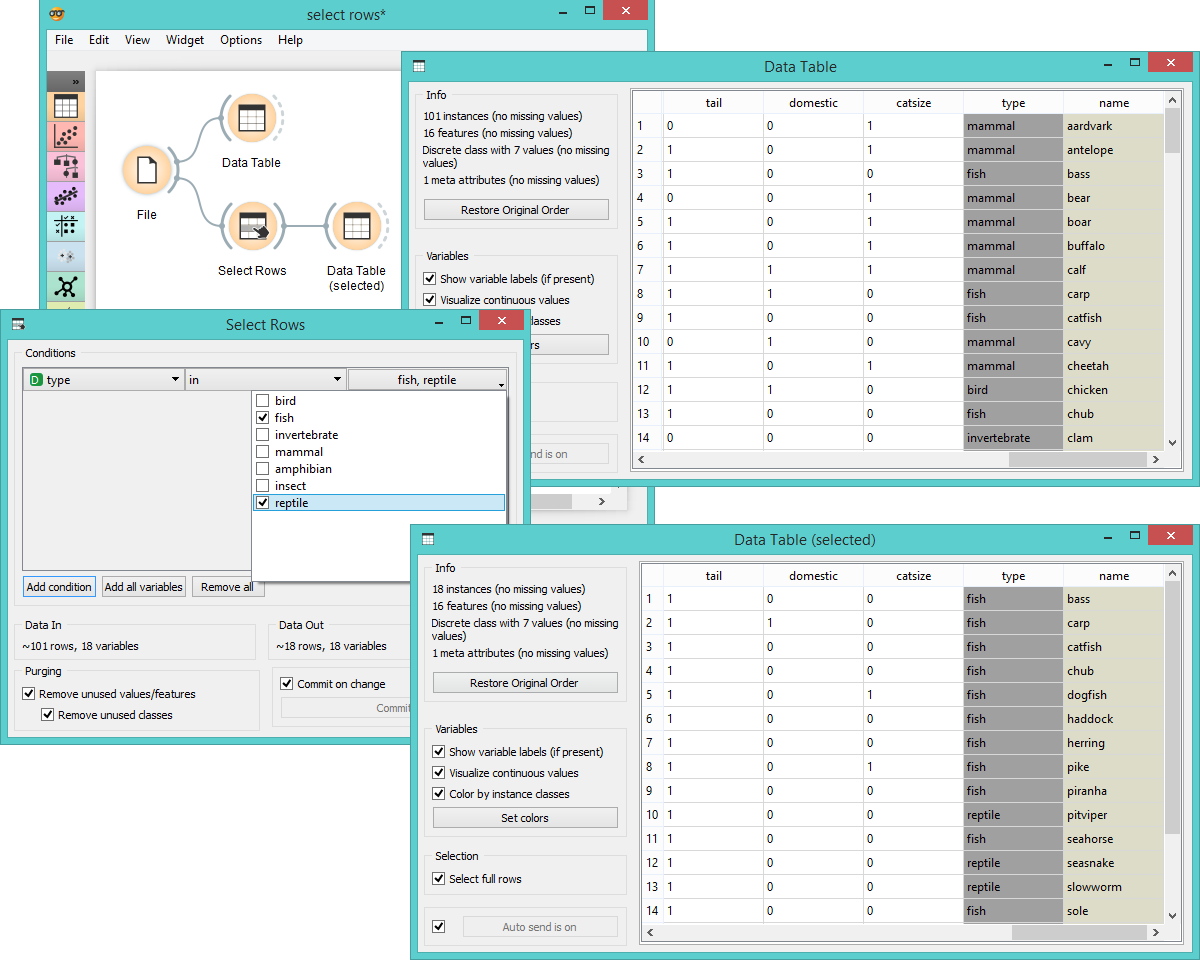 select rows*
File Edit View Widget Options Help
»
File
Data Table
Select Rows
Data Table
(selected)
Data Table
Info
101 instances (no missing values)
16 features (no missing values)
Discrete class with 7 values (no missing
values)
1 meta attributes (no missing values)
Restore Original Order
Variables
Show variable labels (if present)
Visualize continuous values
lasses
rs
nd is on
tail domestic catsize type name
1 0 0 1 mammal aardvark
2 1 0 1 mammal antelope
3 1 0 0 fish bass
4 0 0 1 mammal bear
5 1 0 1 mammal boar
6 1 0 1 mammal buffalo
7 1 1 1 mammal calf
8 1 1 0 fish carp
9 1 0 0 fish catfish
10 0 1 0 mammal cavy
11 1 0 1 mammal cheetah
12 1 1 0 bird chicken
13 1 0 0 fish chub
14 0 0 0 invertebrate clam
Select Rows
Conditions
D type in fish, reptile
bird
fish
invertebrate
mammal
amphibian
insect
reptile
Add condition Add all variables Remove all
Data In
~101 rows, 18 variables
Data Out
~18 rows, 18 variables
Purging
Remove unused values/features
Remove unused classes
Commit on change
Commit
Data Table (selected)
Info
18 instances (no missing values)
16 features (no missing values)
Discrete class with 7 values (no missing
values)
1 meta attributes (no missing values)
Restore Original Order
Variables
Show variable labels (if present)
Visualize continuous values
Color by instance classes
Set colors
Selection
Select full rows
Auto send is on
tail domestic catsize type name
1 1 0 0 fish bass
2 1 1 0 fish carp
3 1 0 0 fish catfish
4 1 0 0 fish chub
5 1 0 1 fish dogfish
6 1 0 0 fish haddock
7 1 0 0 fish herring
8 1 0 1 fish pike
9 1 0 0 fish piranha
10 1 0 0 reptile pitviper
11 1 0 0 fish seahorse
12 1 0 0 reptile seasnake
13 1 0 0 reptile slowworm
14 1 0 0 fish sole